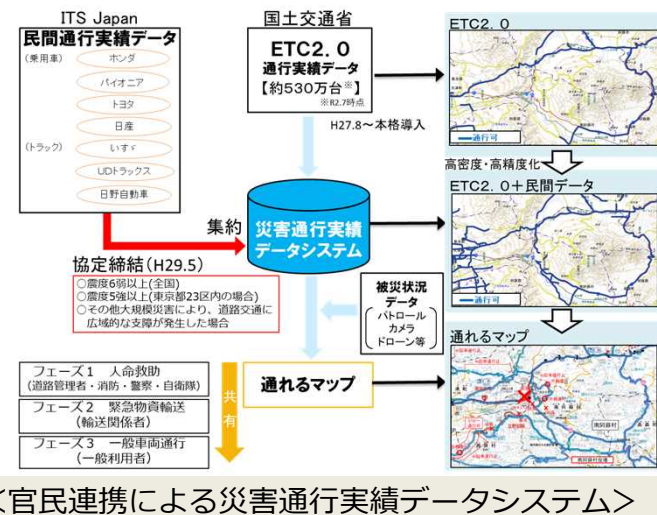 ITS Japan
民間通行実績データ
(乗用車)
ホンダ
パイオニア
トヨタ
日産
(トラック)
いすゞ
UDトラックス
日野自動車
国土交通省
ETC2.0
通行実績データ
【約530万台※】
※R2.7時点
H27.8～本格導入
集約
災害通行実績
データシステム
協定締結(H29.5)
○震度6弱以上(全国)
○震度5強以上(東京都23区内の場合)
○その他大規模災害により、道路交通に
広域的な支障が発生した場合
被災状況
データ
パトロール
カメラ
ドローン等
フェーズ1 人命救助
(道路管理者・消防・警察・自衛隊)
フェーズ2 緊急物資輸送
(輸送関係者)
フェーズ3 一般車両通行
(一般利用者)
共有
通れるマップ
ETC2.0
通行可
高密度・高精度化
ETC2.0+民間データ
通行可
通れるマップ
南阿蘇村
<官民連携による災害通行実績データシステム>